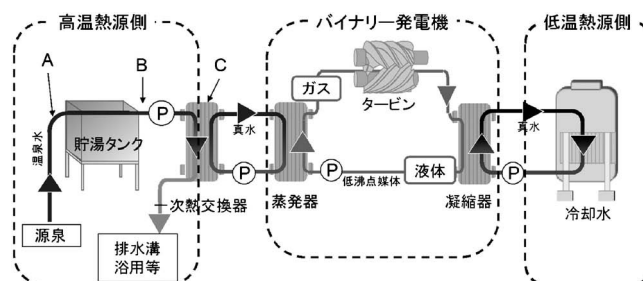 高温熱源側
バイナリー発電機
低温熱源側
A
B
C
P
ガス
タービン
温泉水
貯湯タンク
真水
真水
源泉
一次熱交換器
P
蒸発器
P
低沸点媒体
液体
凝縮器
P
冷却水
排水溝
浴用等